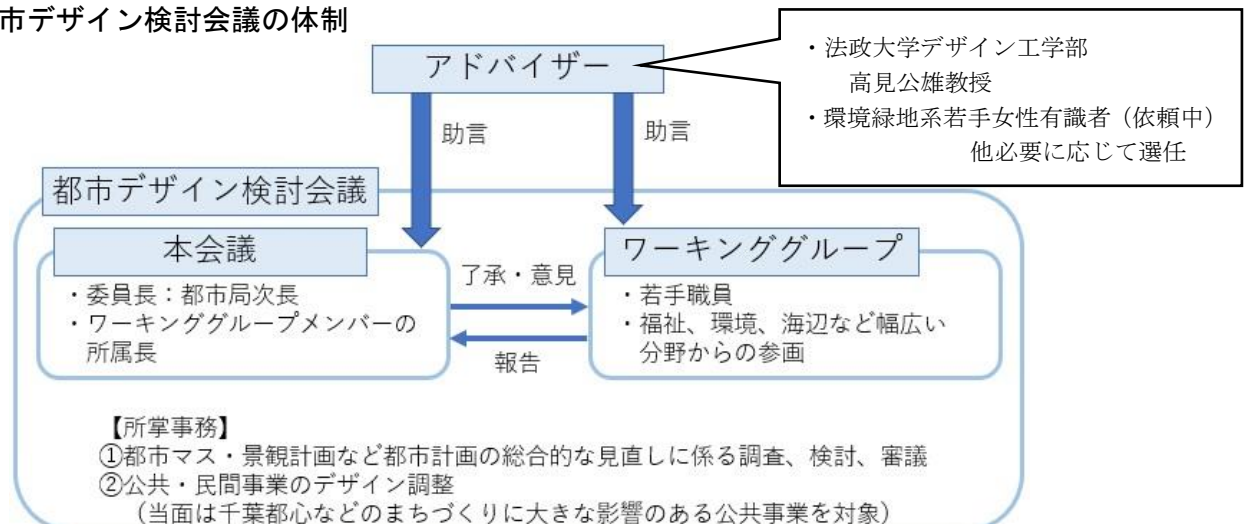 市デザイン検討会議の体制
アドバイザー
・法政大学デザイン工学部
高見公雄教授
・環境緑地系若手女性有識者（依頼中）
他必要に応じて選任
助言
助言
都市デザイン検討会議
本会議
・委員長：都市局次長
・ワーキンググループメンバーの
所属長
了承・意見
報告
ワーキンググループ
・若手職員
・福祉、環境、海辺など幅広い
分野からの参画
【所掌事務】
①都市マス・景観計画など都市計画の総合的な見直しに係る調査、検討、審議
②公共・民間事業のデザイン調整
（当面は千葉都心などのまちづくりに大きな影響のある公共事業を対象）